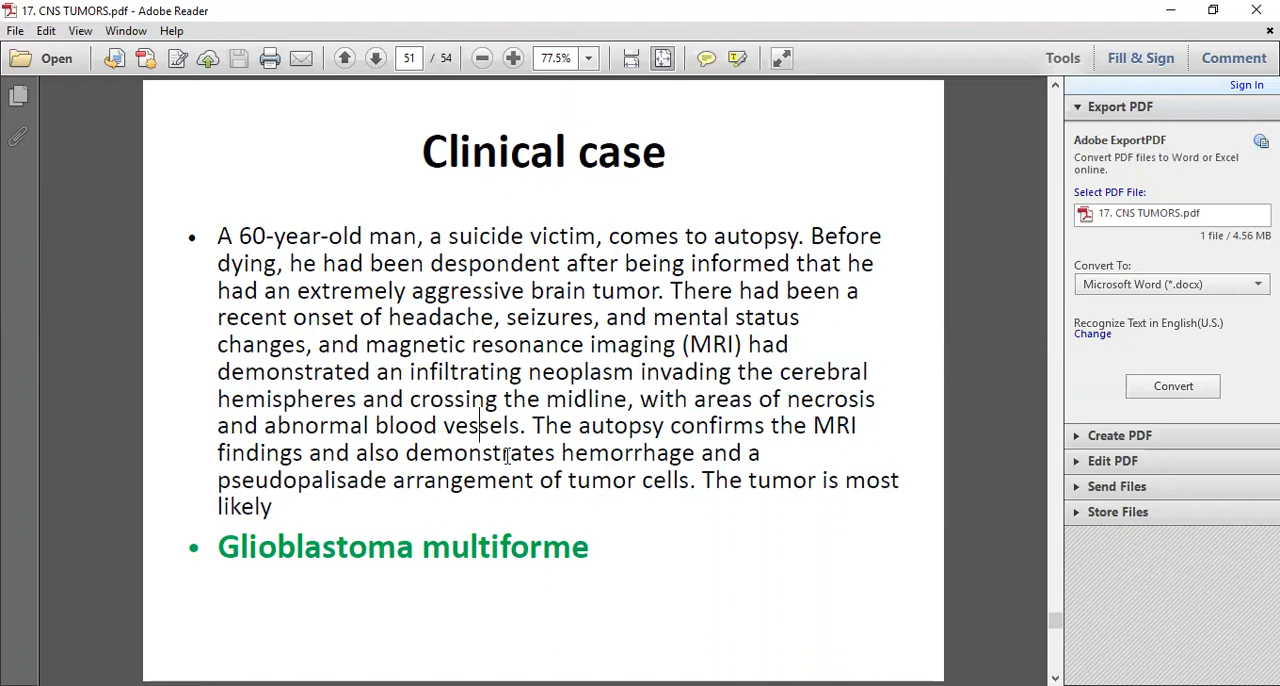 17. CNS TUMORS.pdf - Adobe Reader
File Edit View Window Help
Open 51 / 54 77.5% Tools Fill & Sign Comment
Sign In
Export PDF
Adobe ExportPDF
Convert PDF files to Word or Excel
online.
Select PDF File:
17. CNS TUMORS.pdf
1 file / 4.56 MB
Convert To:
Microsoft Word (*.docx)
Recognize Text in English(U.S.)
Change
Convert
Create PDF
Edit PDF
Send Files
Store Files
Clinical case
• A 60-year-old man, a suicide victim, comes to autopsy. Before
dying, he had been despondent after being informed that he
had an extremely aggressive brain tumor. There had been a
recent onset of headache, seizures, and mental status
changes, and magnetic resonance imaging (MRI) had
demonstrated an infiltrating neoplasm invading the cerebral
hemispheres and crossing the midline, with areas of necrosis
and abnormal blood vessels. The autopsy confirms the MRI
findings and also demonstrates hemorrhage and a
pseudopalisade arrangement of tumor cells. The tumor is most
likely
• Glioblastoma multiforme